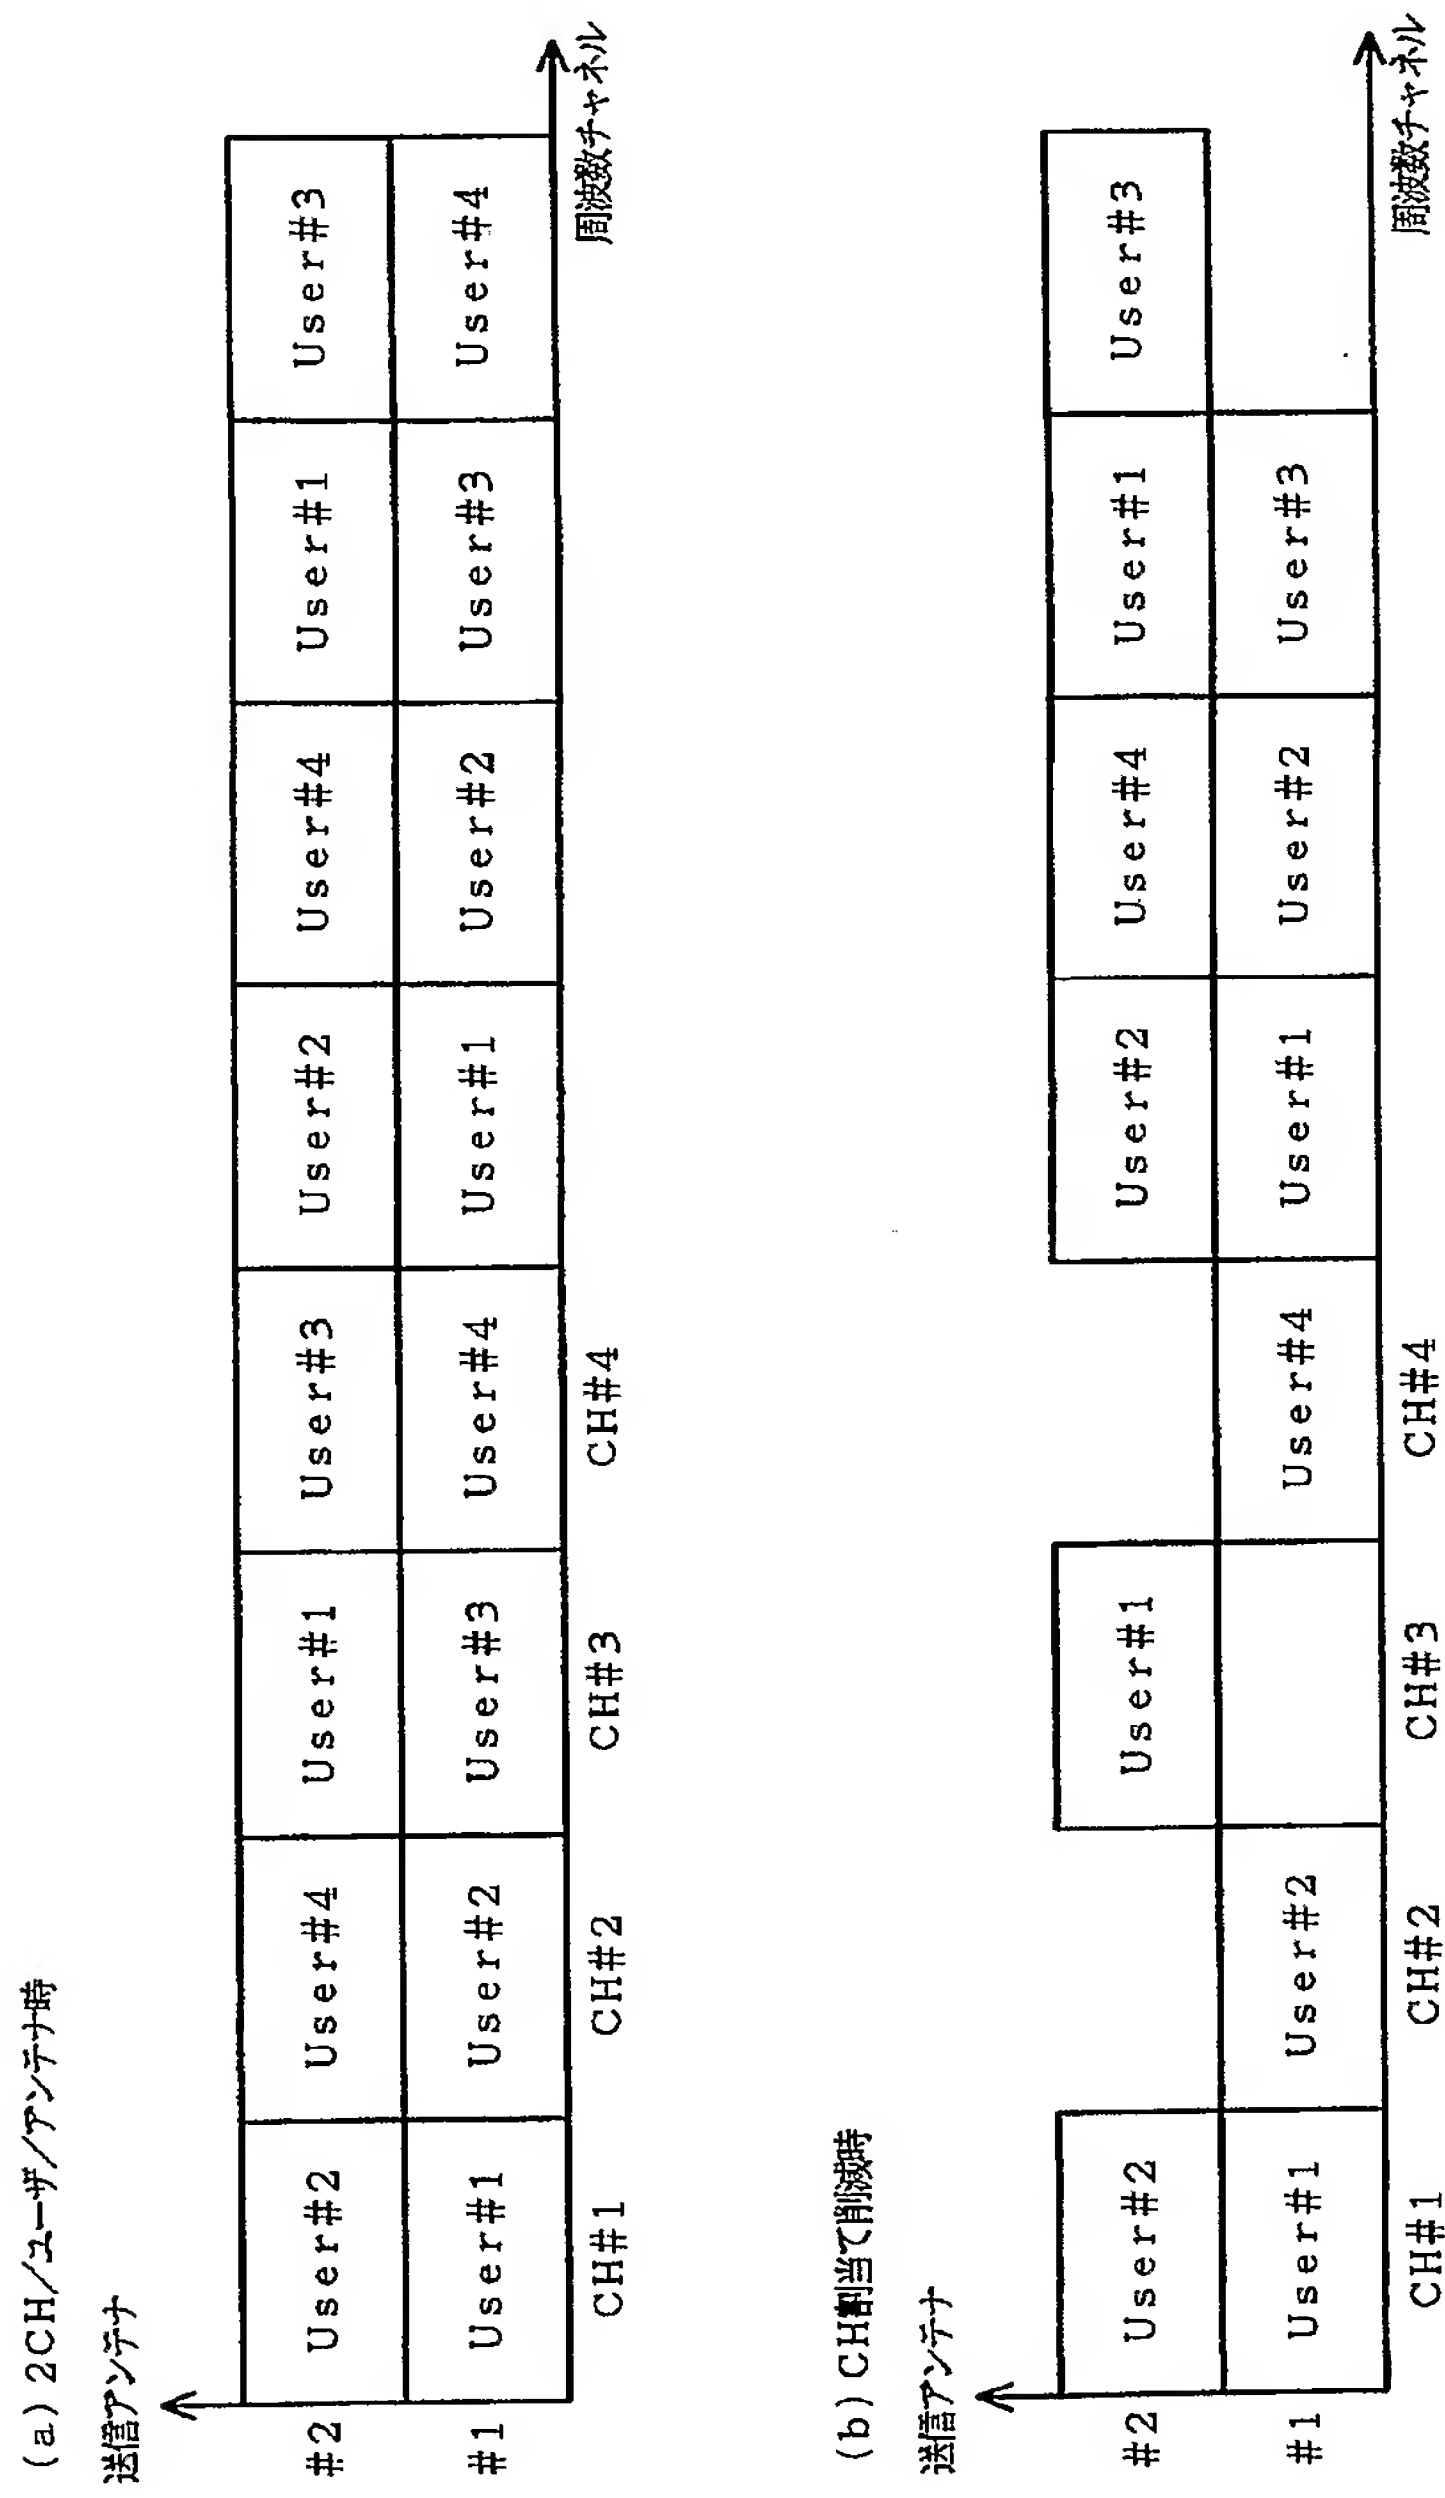 (a) 2CH/ユーザ/アンテナ時
送信アンテナ
#2 User#2 User#4 User#1 User#3 User#2 User#4 User#1 User#3
#1 User#1 User#2 User#3 User#4 User#1 User#2 User#3 User#4
CH#1 CH#2 CH#3 CH#4 周波数チャネル
(b) CH割当て削減時
送信アンテナ
#2 User#2 User#1 User#2 User#4 User#1 User#3
#1 User#1 User#2 User#4 User#1 User#2 User#3
CH#1 CH#2 CH#3 CH#4 周波数チャネル